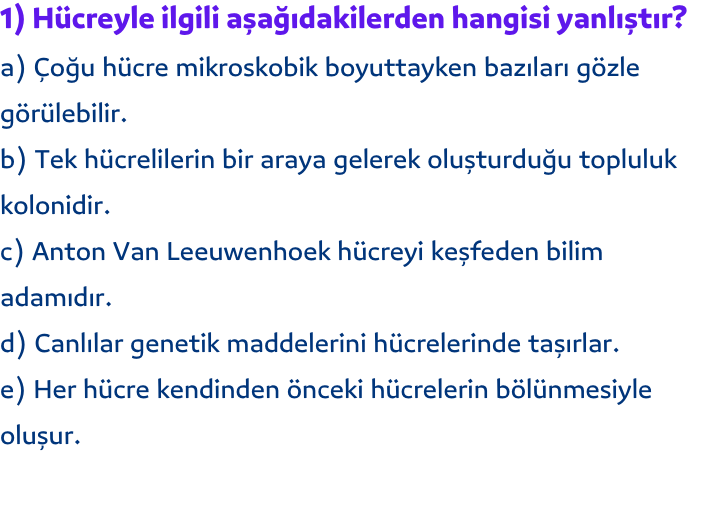 1) Hücreyle ilgili aşağıdakilerden hangisi yanlıştır?
a) Çoğu hücre mikroskobik boyuttayken bazıları gözle
görülebilir.
b) Tek hücrelilerin bir araya gelerek oluşturduğu topluluk
kolonidir.
c) Anton Van Leeuwenhoek hücreyi keşfeden bilim
adamıdır.
d) Canlılar genetik maddelerini hücrelerinde taşırlar.
e) Her hücre kendinden önceki hücrelerin bölünmesiyle
oluşur.